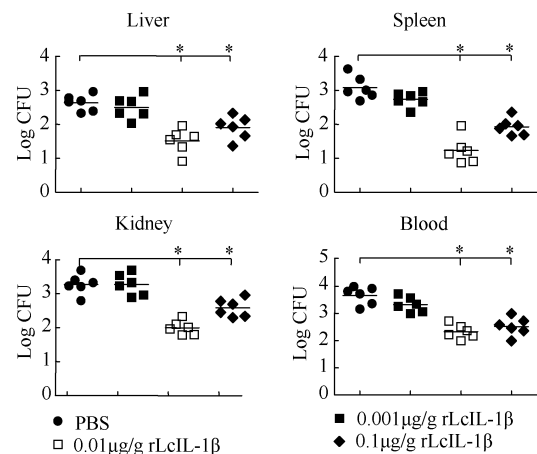 Liver
Spleen
* *
* *
4
3
2
1
0
Log CFU
4
3
2
1
0
Log CFU
Kidney
Blood
* *
* *
4
3
2
1
0
Log CFU
5
4
3
2
1
0
Log CFU
PBS
0.001μg/g rLcIL-1β
0.01μg/g rLcIL-1β
0.1μg/g rLcIL-1β